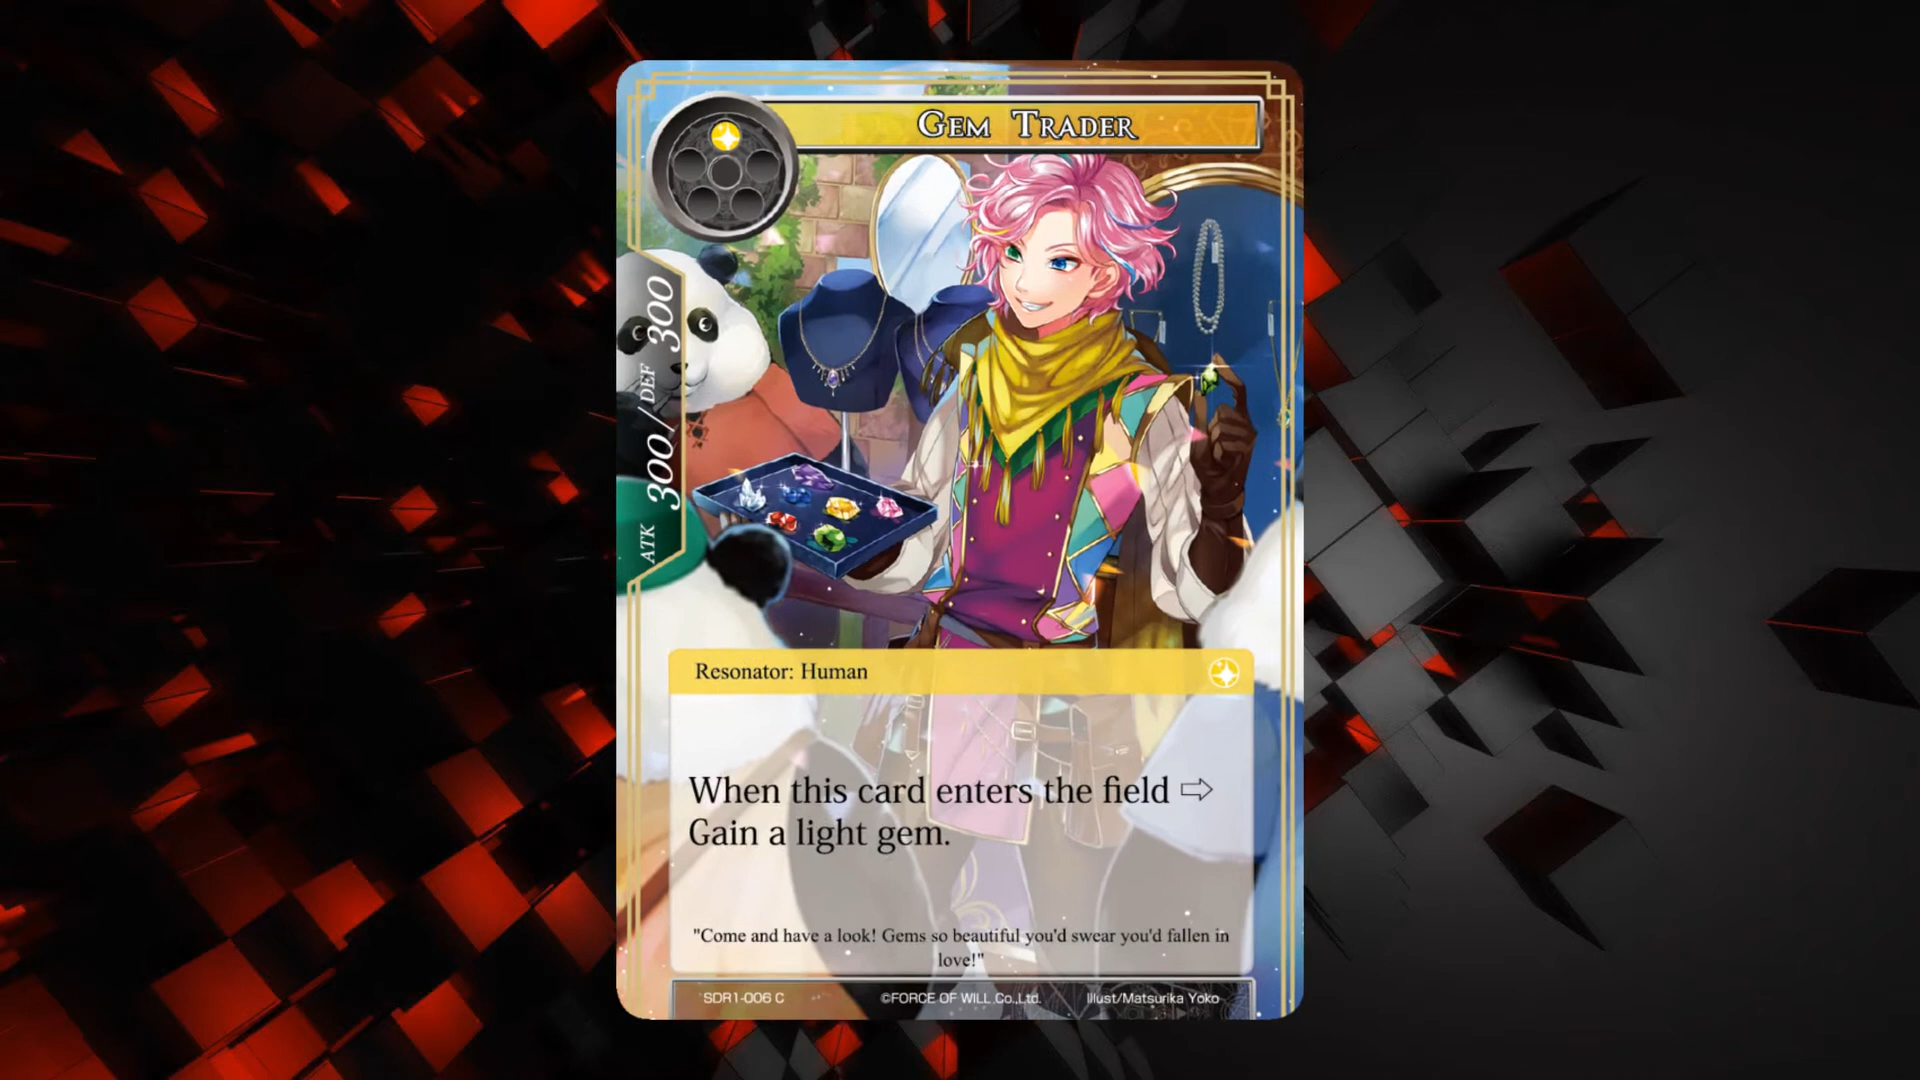 Gem Trader
ATK 300 / DEF 300
Resonator: Human
When this card enters the field ⇨
Gain a light gem.
"Come and have a look! Gems so beautiful you'd swear you'd fallen in
love!"
SDR1-006 C ©FORCE OF WILL Co.,Ltd. Illust/Matsurika Yoko